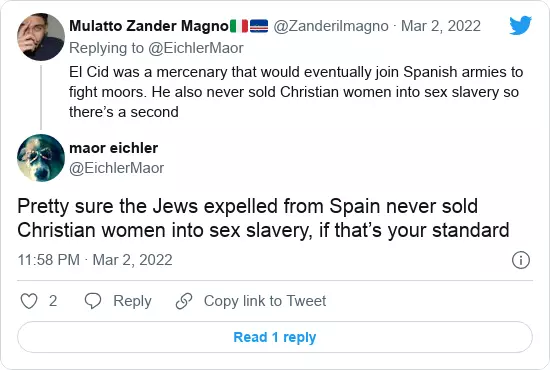 Mulatto Zander Magno🇮🇹🇨🇻 @Zanderilmagno · Mar 2, 2022
Replying to @EichlerMaor
El Cid was a mercenary that would eventually join Spanish armies to
fight moors. He also never sold Christian women into sex slavery so
there’s a second
maor eichler
@EichlerMaor
Pretty sure the Jews expelled from Spain never sold
Christian women into sex slavery, if that’s your standard
11:58 PM · Mar 2, 2022
2 Reply Copy link to Tweet
Read 1 reply